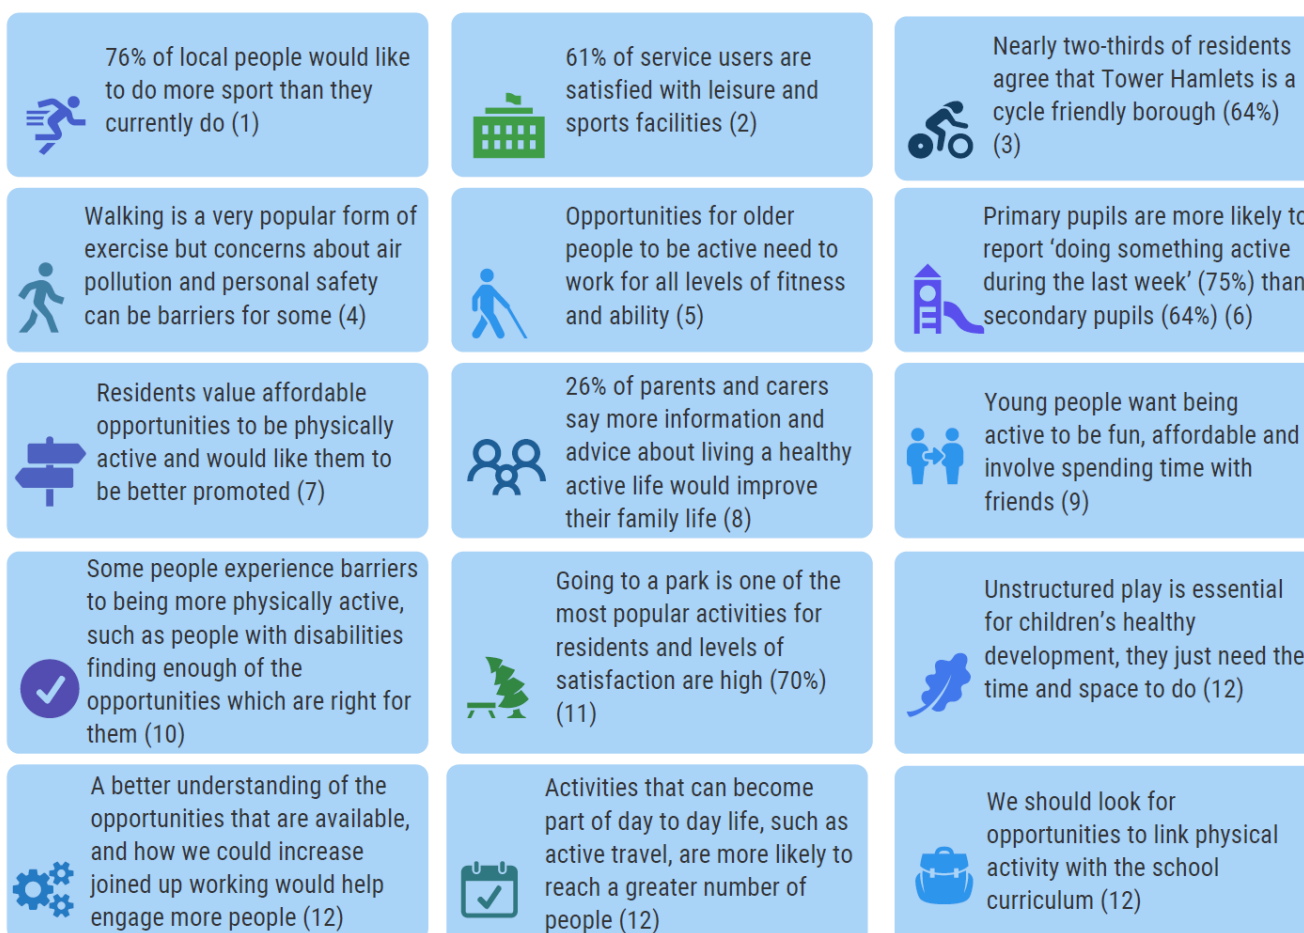 76% of local people would like
to do more sport than they
currently do (1)
61% of service users are
satisfied with leisure and
sports facilities (2)
Nearly two-thirds of residents
agree that Tower Hamlets is a
cycle friendly borough (64%)
(3)
Walking is a very popular form of
exercise but concerns about air
pollution and personal safety
can be barriers for some (4)
Opportunities for older
people to be active need to
work for all levels of fitness
and ability (5)
Primary pupils are more likely to
report ‘doing something active
during the last week’ (75%) than
secondary pupils (64%) (6)
Residents value affordable
opportunities to be physically
active and would like them to
be better promoted (7)
26% of parents and carers
say more information and
advice about living a healthy
active life would improve
their family life (8)
Young people want being
active to be fun, affordable and
involve spending time with
friends (9)
Some people experience barriers
to being more physically active,
such as people with disabilities
finding enough of the
opportunities which are right for
them (10)
Going to a park is one of the
most popular activities for
residents and levels of
satisfaction are high (70%)
(11)
Unstructured play is essential
for children’s healthy
development, they just need the
time and space to do (12)
A better understanding of the
opportunities that are available,
and how we could increase
joined up working would help
engage more people (12)
Activities that can become
part of day to day life, such as
active travel, are more likely to
reach a greater number of
people (12)
We should look for
opportunities to link physical
activity with the school
curriculum (12)